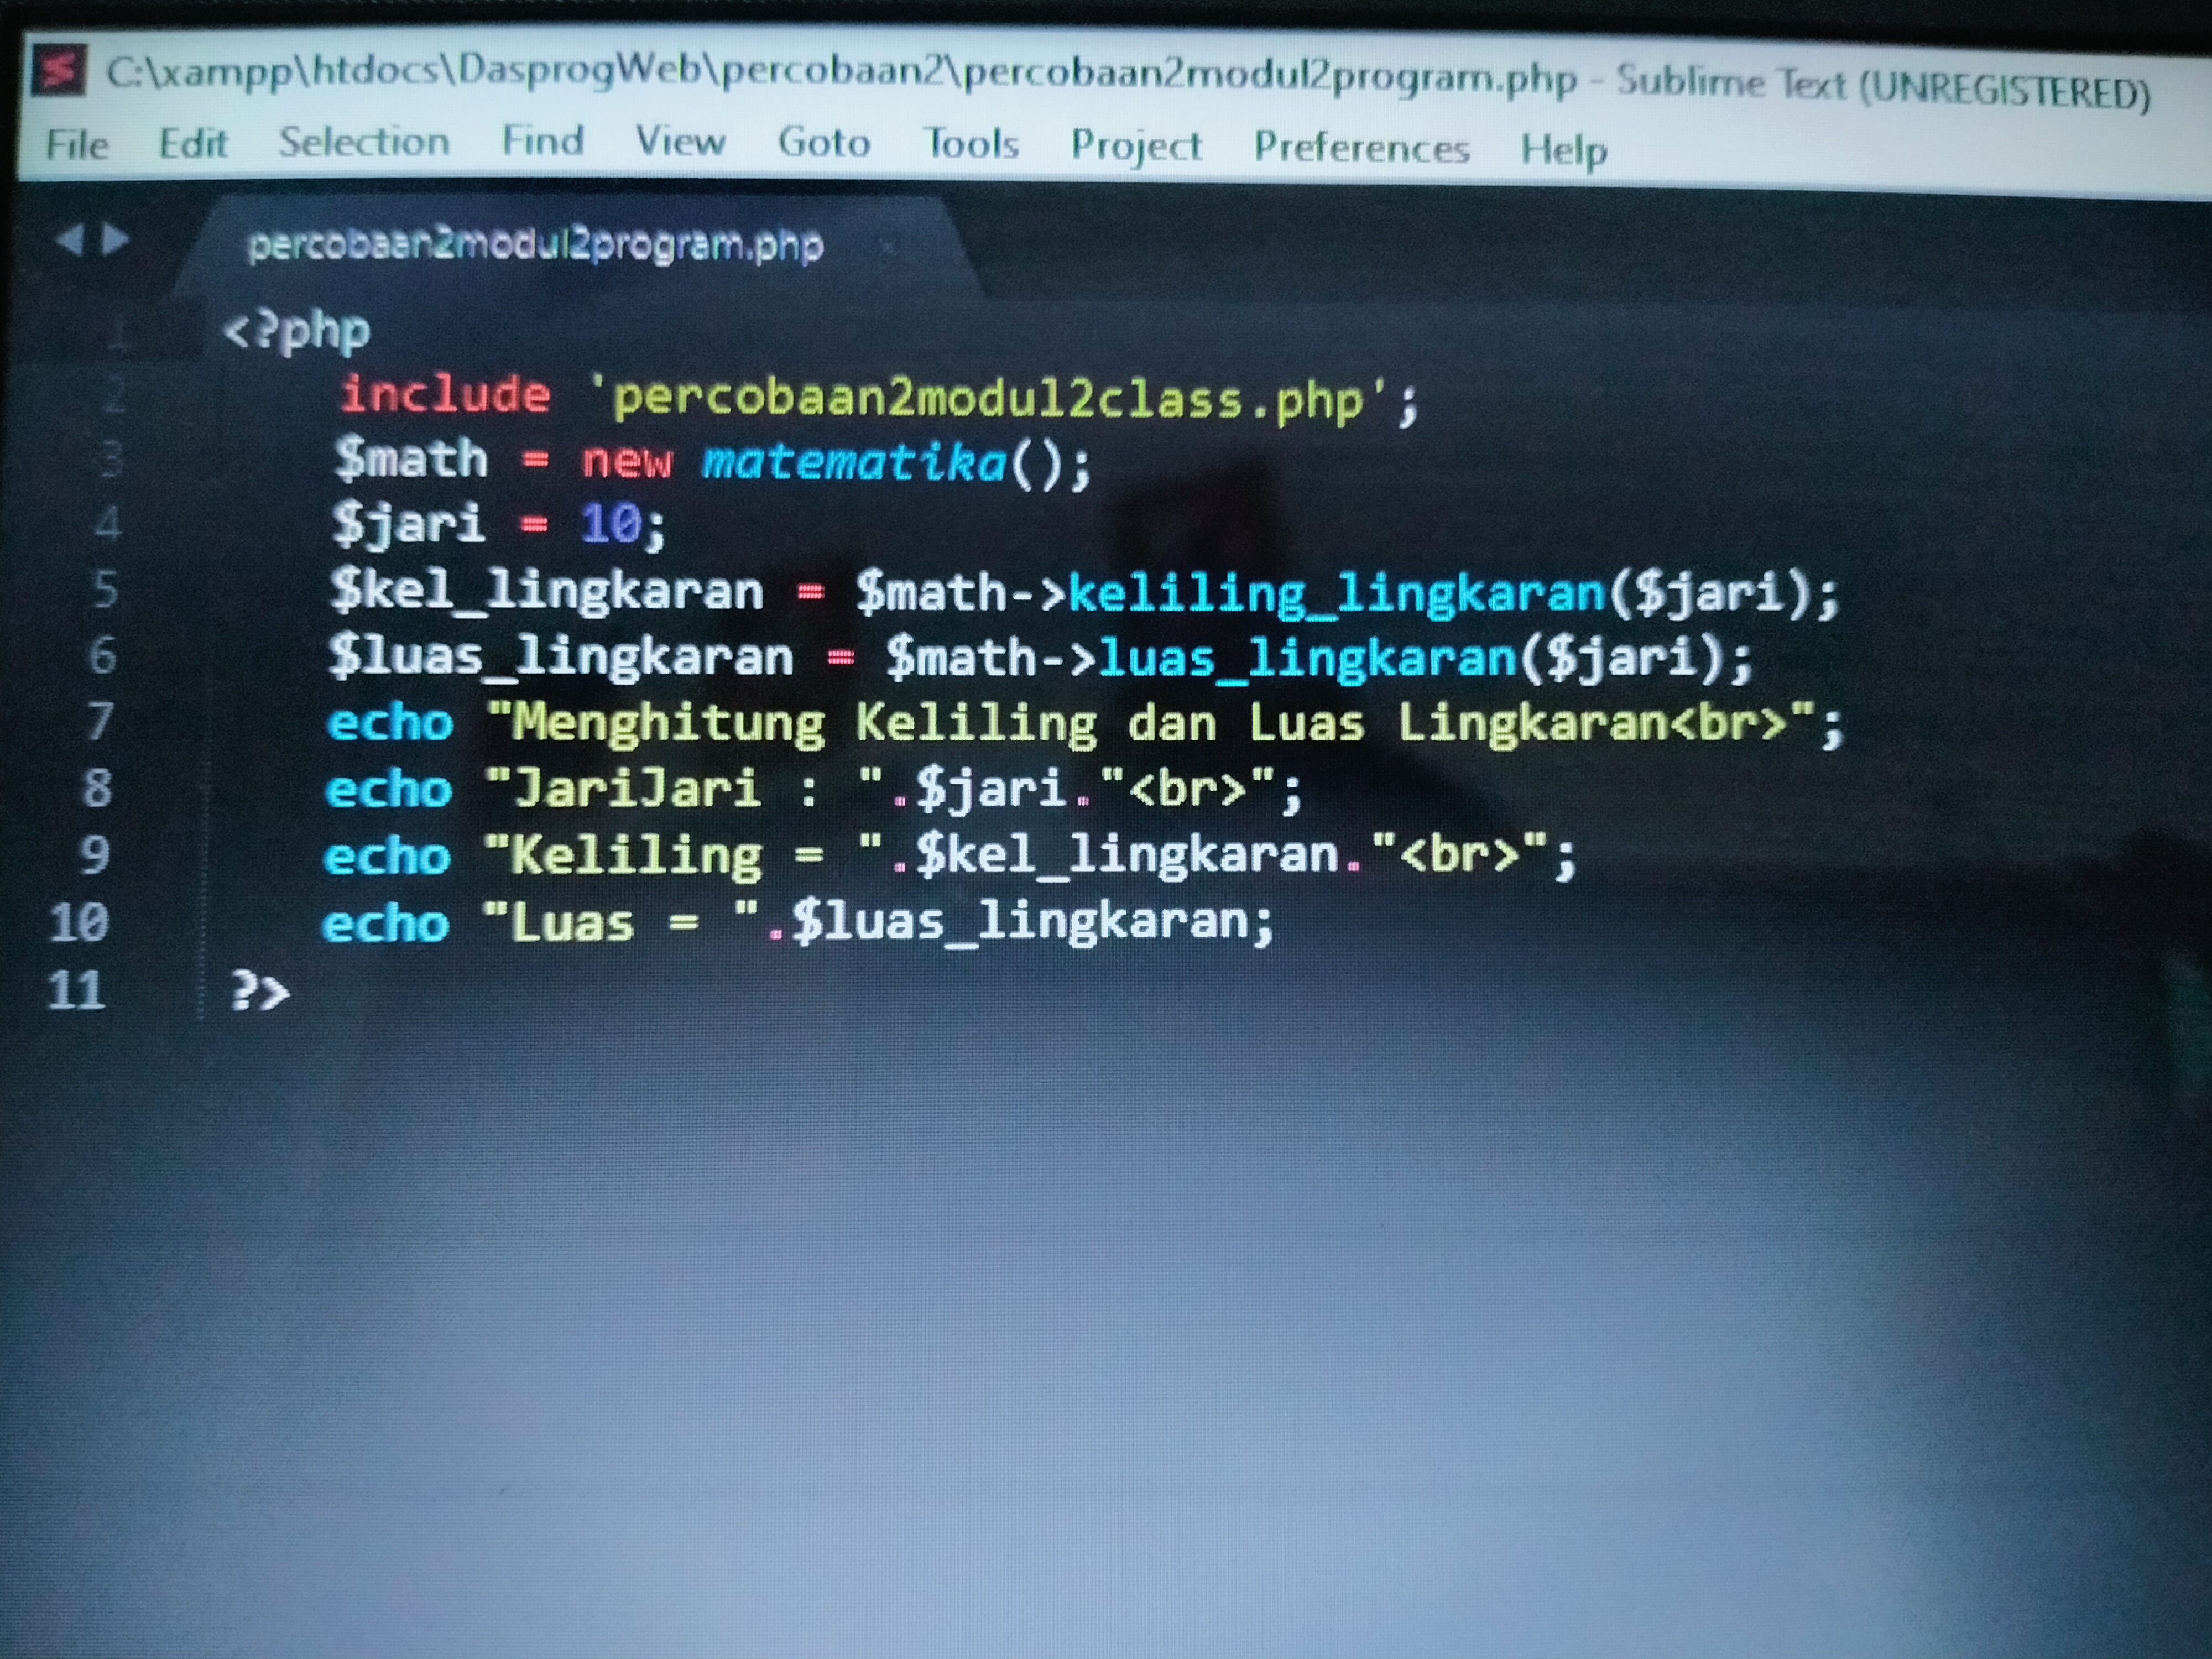 C:\xampp\htdocs\DasprogWeb\percobaan2\percobaan2modul2program.php - Sublime Text (UNREGISTERED)
File Edit Selection Find View Goto Tools Project Preferences Help
percobaan2modul2program.php
1 <?php
2 include 'percobaan2modul2class.php';
3 $math = new matematika();
4 $jari = 10;
5 $kel_lingkaran = $math->keliling_lingkaran($jari);
6 $luas_lingkaran = $math->luas_lingkaran($jari);
7 echo "Menghitung Keliling dan Luas Lingkaran<br>";
8 echo "JariJari : ".$jari."<br>";
9 echo "Keliling = ".$kel_lingkaran."<br>";
10 echo "Luas = ".$luas_lingkaran;
11 ?>